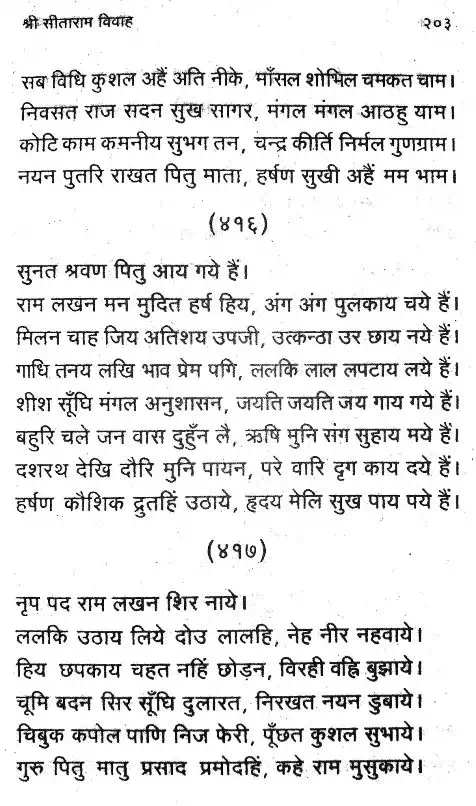 श्री सीताराम विवाह २०३
सब विधि कुशल अहैं अति नीके, माँसल शोभिल चमकत चाम।
निवसत राज सदन सुख सागर, मंगल मंगल आठहु याम।
कोटि काम कमनीय सुभग तन, चन्द्र कीर्ति निर्मल गुणग्राम।
नयन पुतरि राखत पितु माता, हर्षण सुखी अहैं मम भाम।
(४१६)
सुनत श्रवण पितु आय गये हैं।
राम लखन मन मुदित हर्ष हिय, अंग अंग पुलकाय चये हैं।
मिलन चाह जिय अतिशय उपजी, उत्कन्ठा उर छाय नये हैं।
गाधि तनय लखि भाव प्रेम पगि, ललकि लाल लपटाय लये हैं।
शीश सूँघि मंगल अनुशासन, जयति जयति जय गाय गये हैं।
बहुरि चले जन वास दुहुँन लै, ऋषि मुनि संग सुहाय मये हैं।
दशरथ देखि दौरि मुनि पायन, परे वारि दृग काय दये हैं।
हर्षण कौशिक द्रुतहिं उठाये, हृदय मेलि सुख पाय पये हैं।
(४१७)
नृप पद राम लखन शिर नाये।
ललकि उठाय लिये दोउ लालहि, नेह नीर नहवाये।
हिय छपकाय चहत नहिं छोड़न, विरही वह्नि बुझाये।
चूमि बदन सिर सूँघि दुलारत, निरखत नयन डुबाये।
चिबुक कपोल पाणि निज फेरी, पूँछत कुशल सुभाये।
गुरु पितु मातु प्रसाद प्रमोदहिं, कहे राम मुसुकाये।